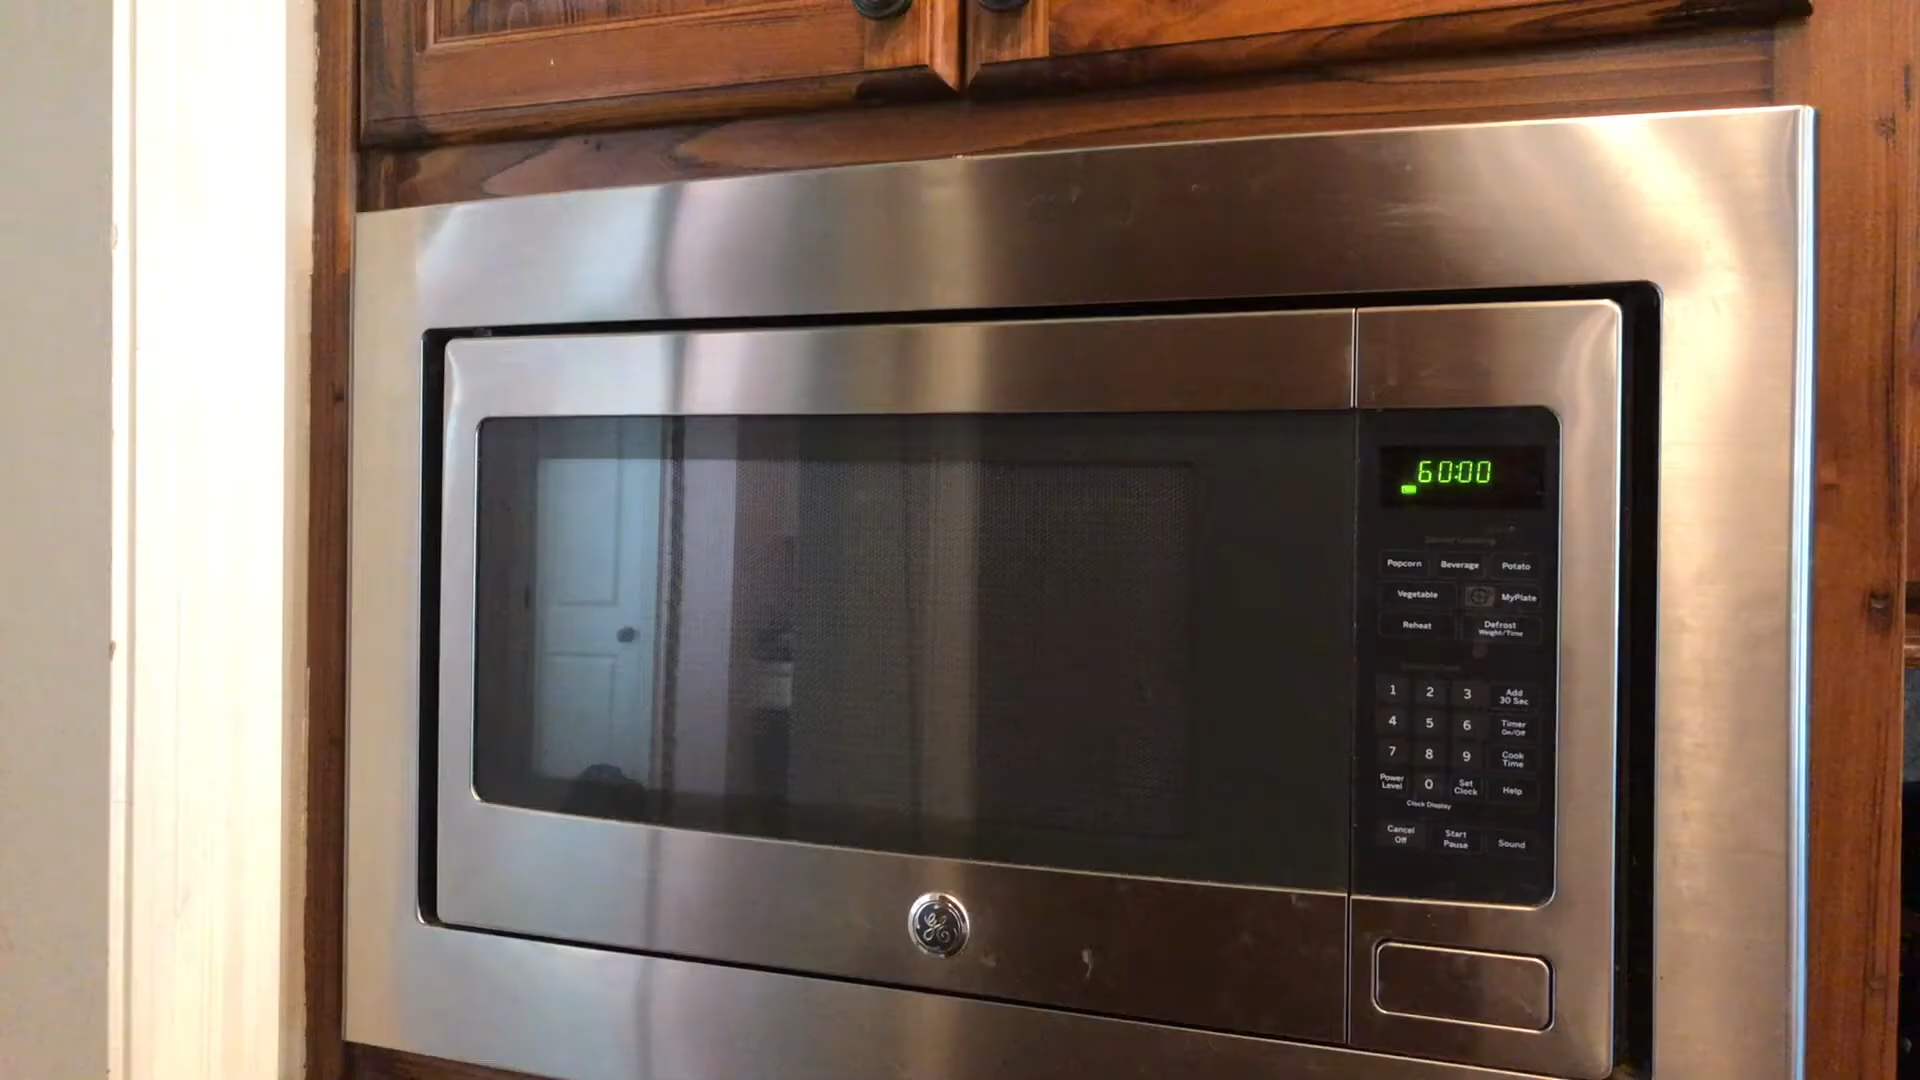 60:00
Popcorn Beverage Potato
Vegetable MyPlate
Reheat Defrost
Weight/Time
1 2 3 Add 30 Sec
4 5 6 Timer On/Off
7 8 9 Cook Time
Power Level 0 Set Clock Help
Clock Display
Cancel Off Start Pause Sound
GE